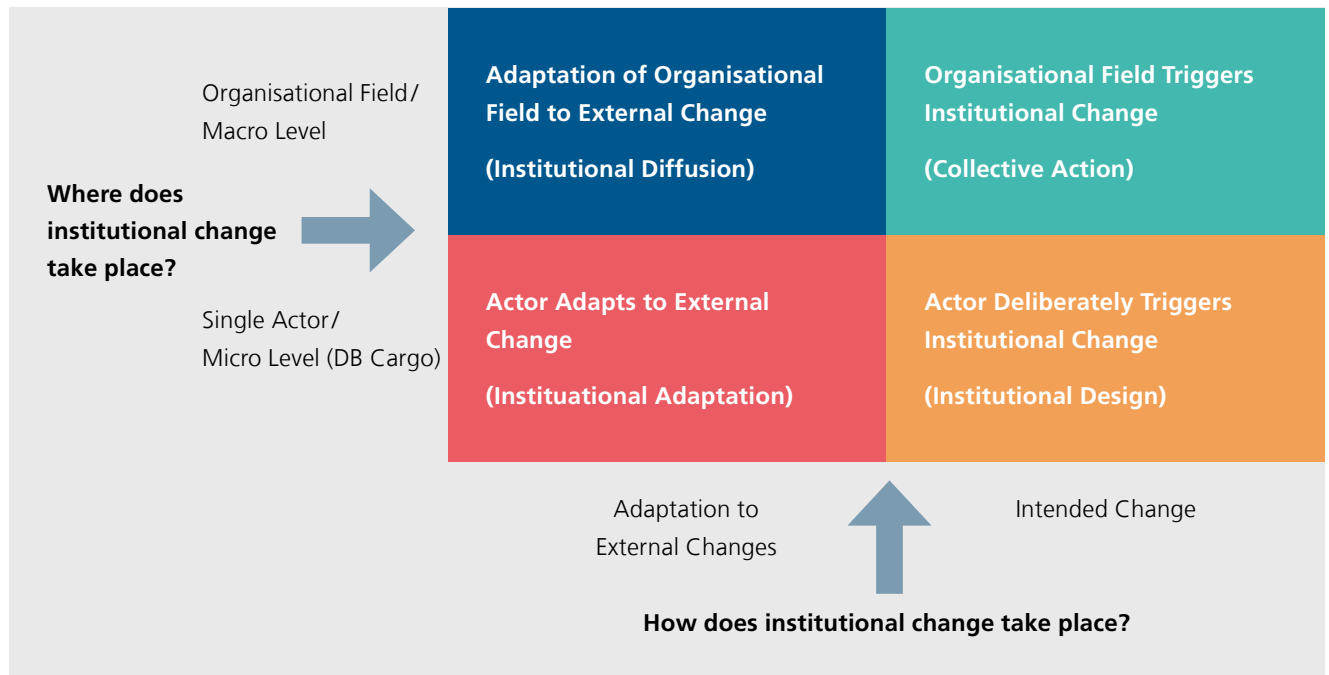 Organisational Field/
Macro Level
Where does
institutional change
take place?
Single Actor/
Micro Level (DB Cargo)
Adaptation of Organisational
Field to External Change
(Institutional Diffusion)
Organisational Field Triggers
Institutional Change
(Collective Action)
Actor Adapts to External
Change
(Instituational Adaptation)
Actor Deliberately Triggers
Institutional Change
(Institutional Design)
Adaptation to
External Changes
Intended Change
How does institutional change take place?